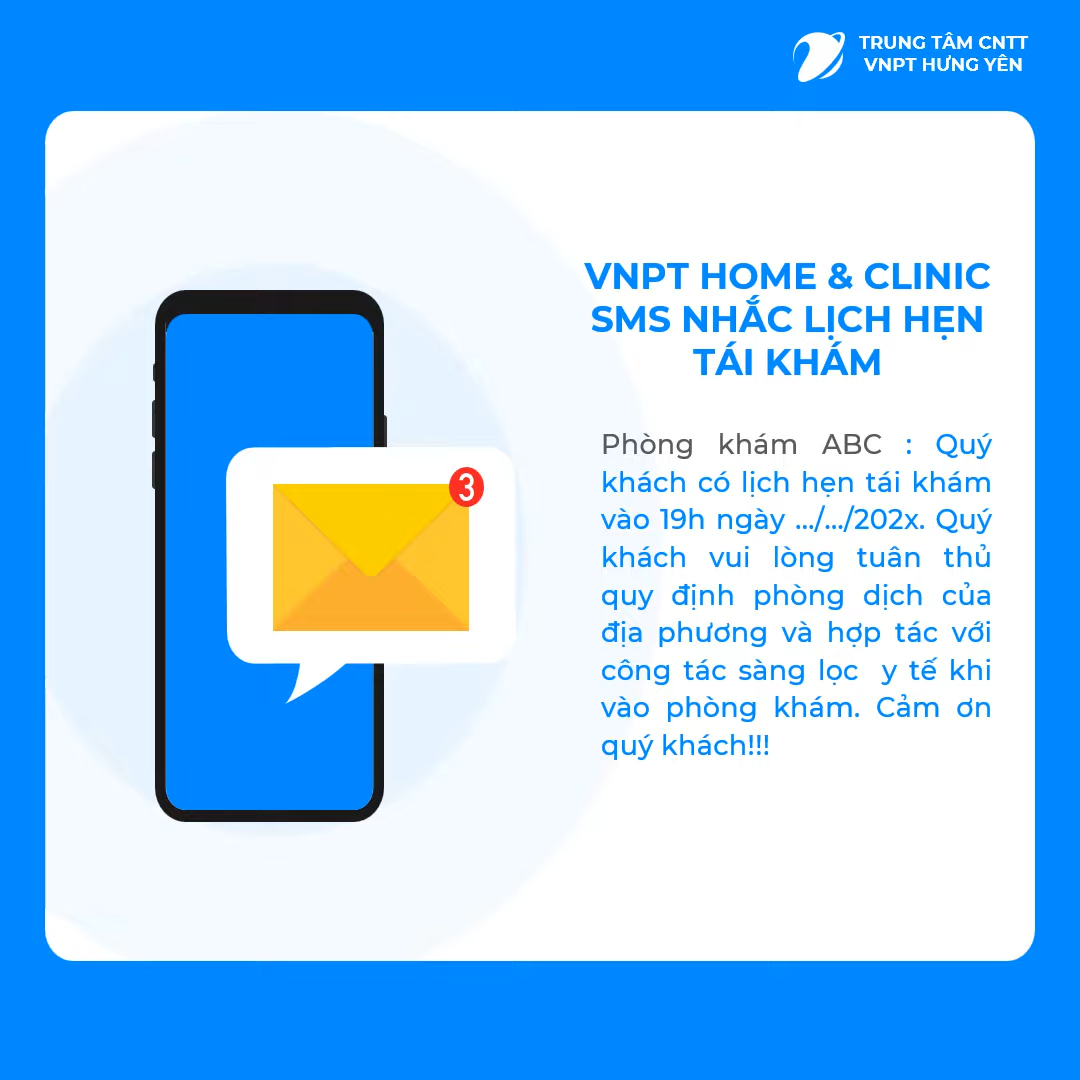 TRUNG TÂM CNTT
VNPT HƯNG YÊN
VNPT HOME & CLINIC
SMS NHẮC LỊCH HẸN
TÁI KHÁM
3
Phòng khám ABC : Quý
khách có lịch hẹn tái khám
vào 19h ngày .../.../202x. Quý
khách vui lòng tuân thủ
quy định phòng dịch của
địa phương và hợp tác với
công tác sàng lọc y tế khi
vào phòng khám. Cảm ơn
quý khách!!!